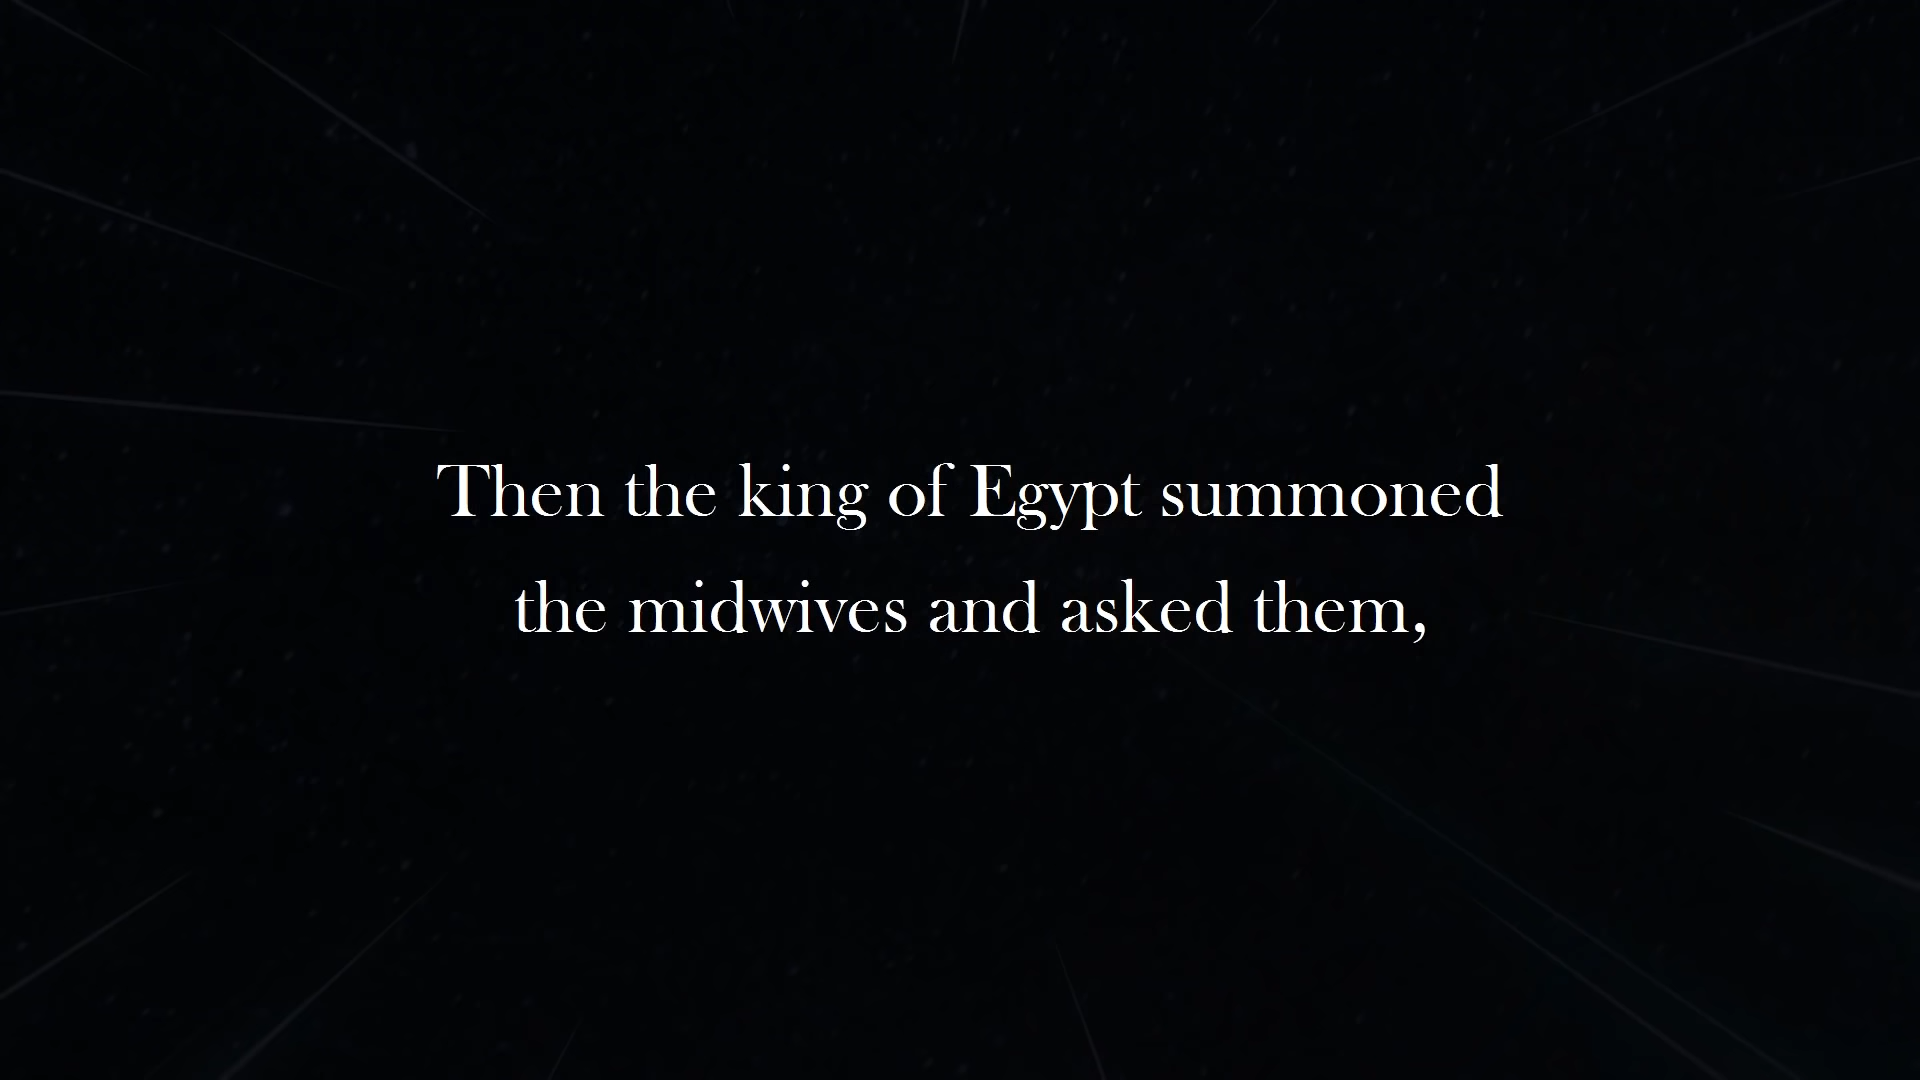 Then the king of Egypt summoned
the midwives and asked them,